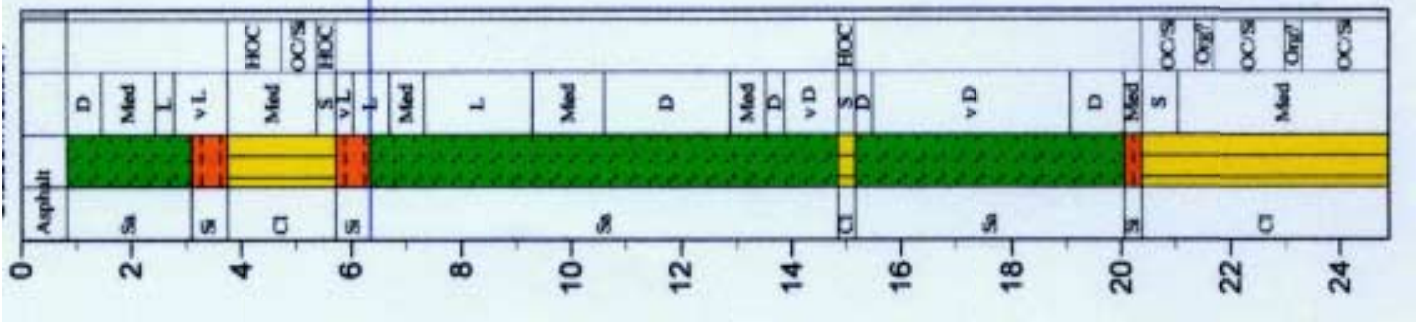 HOC OC/Si HOC HOC OC/Si Org? OC/Si Org? OC/Si
D Med L v L Med S v L L Med L Med D Med D v D S D v D D Med S Med
Asphalt Sa Si Cl Si Sa Cl Sa Si Cl
0 2 4 6 8 10 12 14 16 18 20 22 24